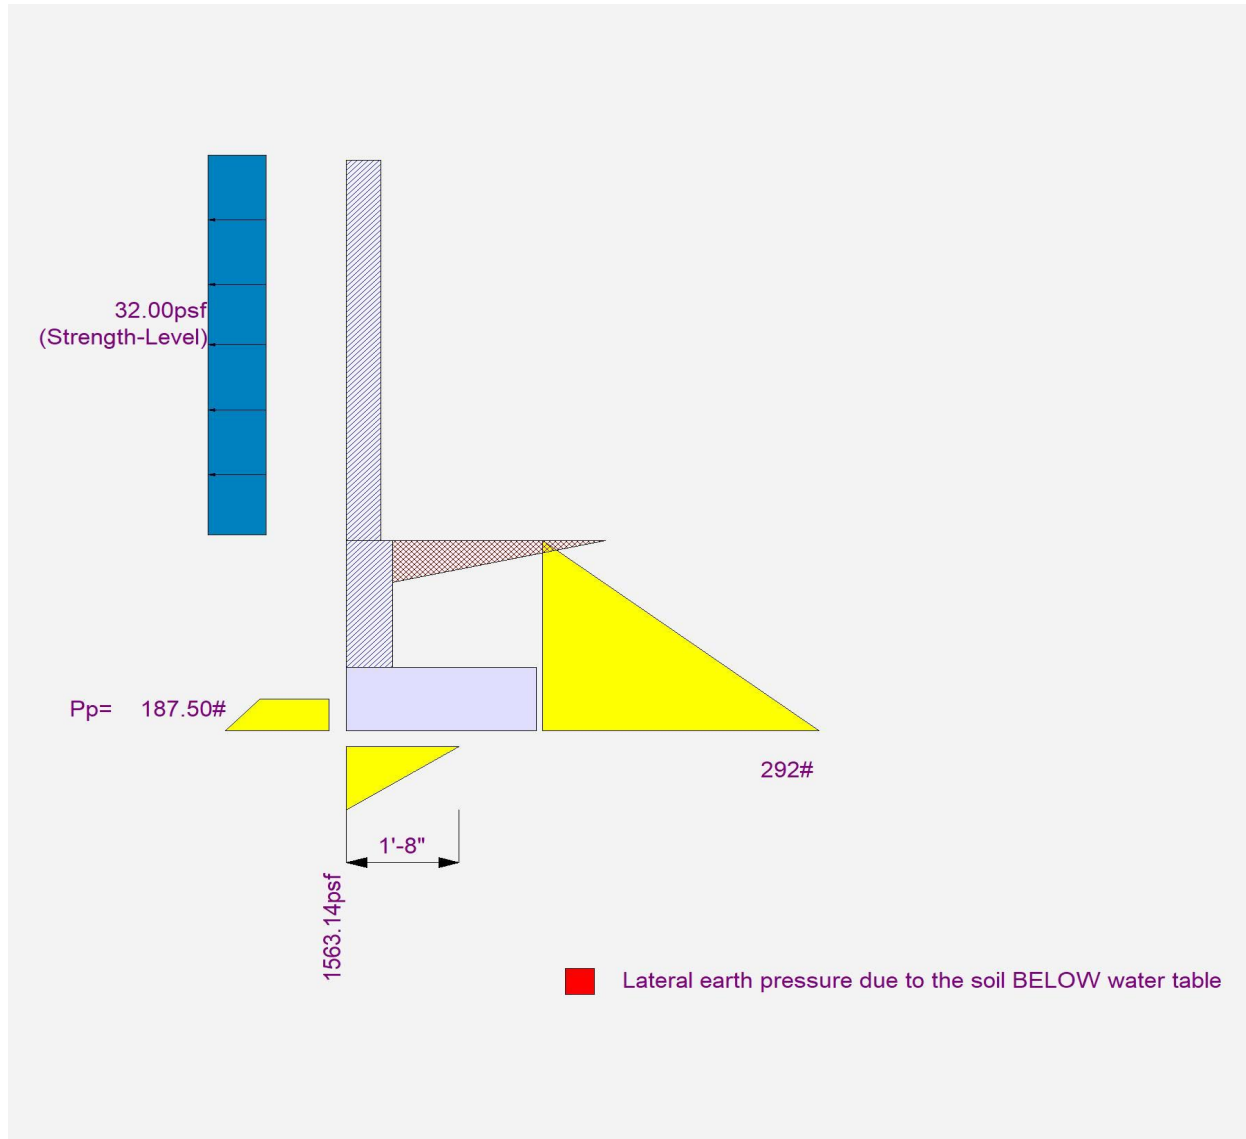 32.00psf
(Strength-Level)
Pp= 187.50#
292#
1'-8"
1563.14psf
Lateral earth pressure due to the soil BELOW water table